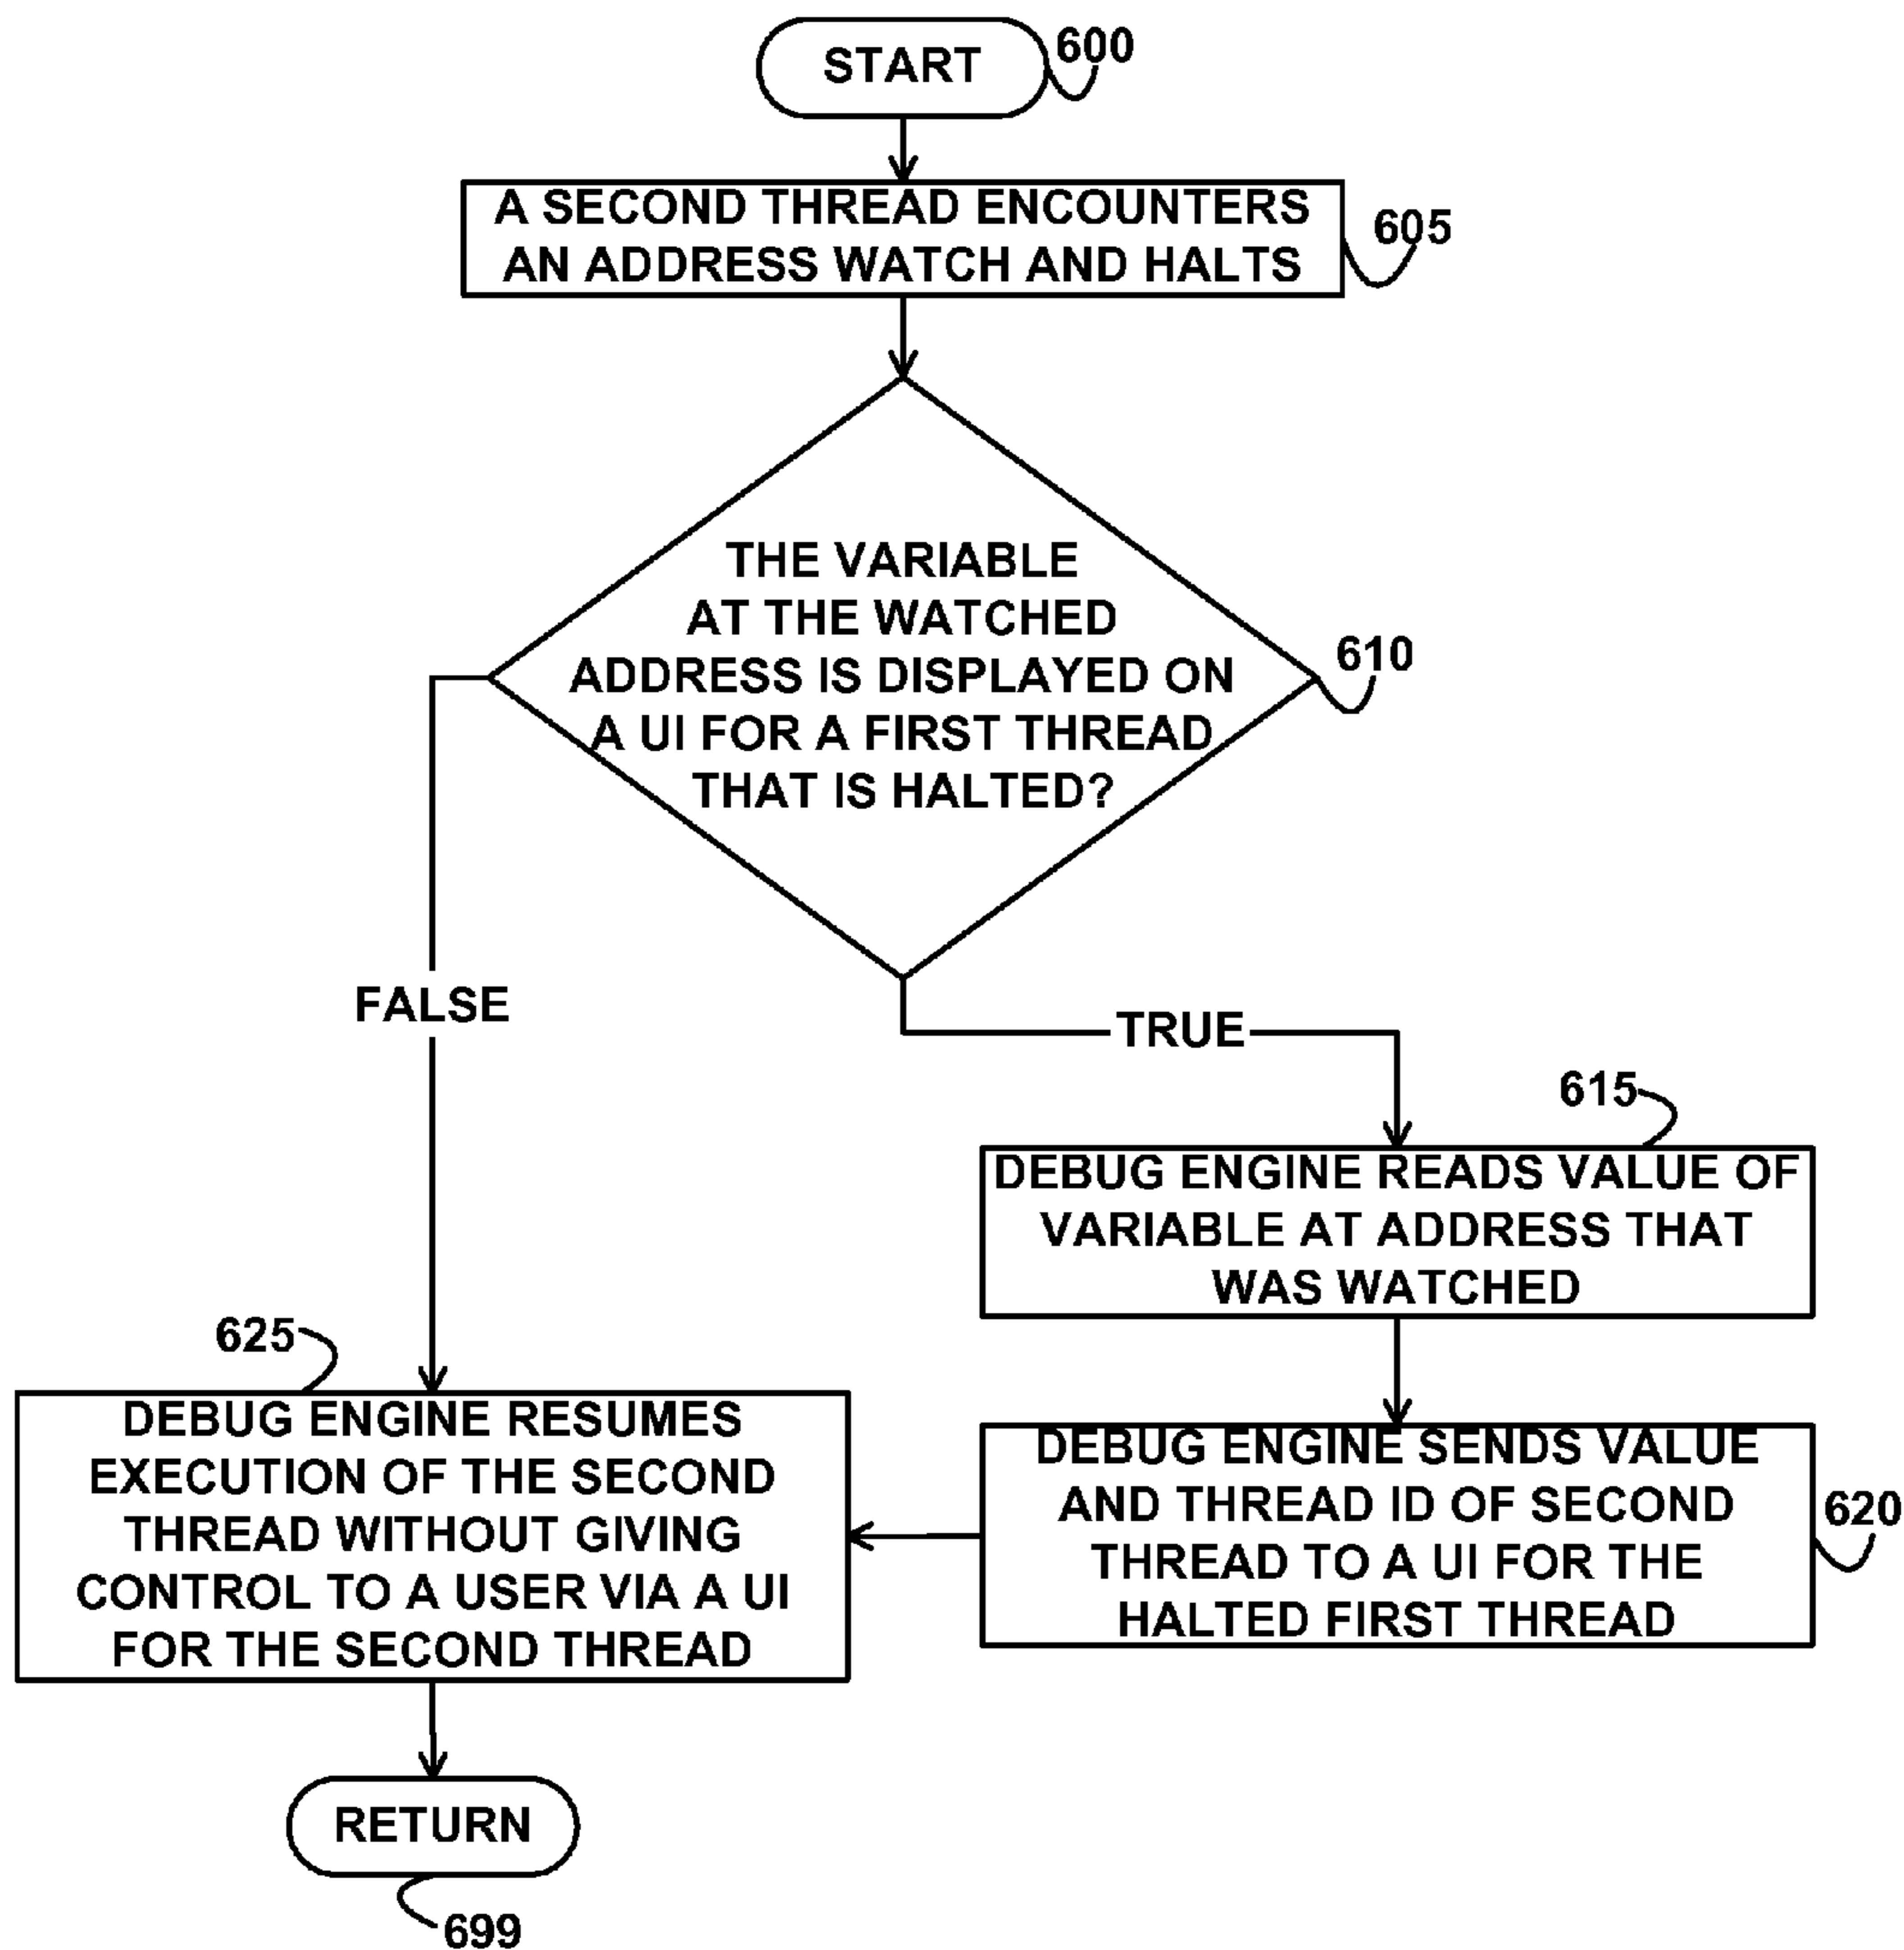 START
600
A SECOND THREAD ENCOUNTERS
AN ADDRESS WATCH AND HALTS
605
THE VARIABLE
AT THE WATCHED
ADDRESS IS DISPLAYED ON
A UI FOR A FIRST THREAD
THAT IS HALTED?
610
FALSE
TRUE
615
DEBUG ENGINE READS VALUE OF
VARIABLE AT ADDRESS THAT
WAS WATCHED
DEBUG ENGINE SENDS VALUE
AND THREAD ID OF SECOND
THREAD TO A UI FOR THE
HALTED FIRST THREAD
620
625
DEBUG ENGINE RESUMES
EXECUTION OF THE SECOND
THREAD WITHOUT GIVING
CONTROL TO A USER VIA A UI
FOR THE SECOND THREAD
RETURN
699